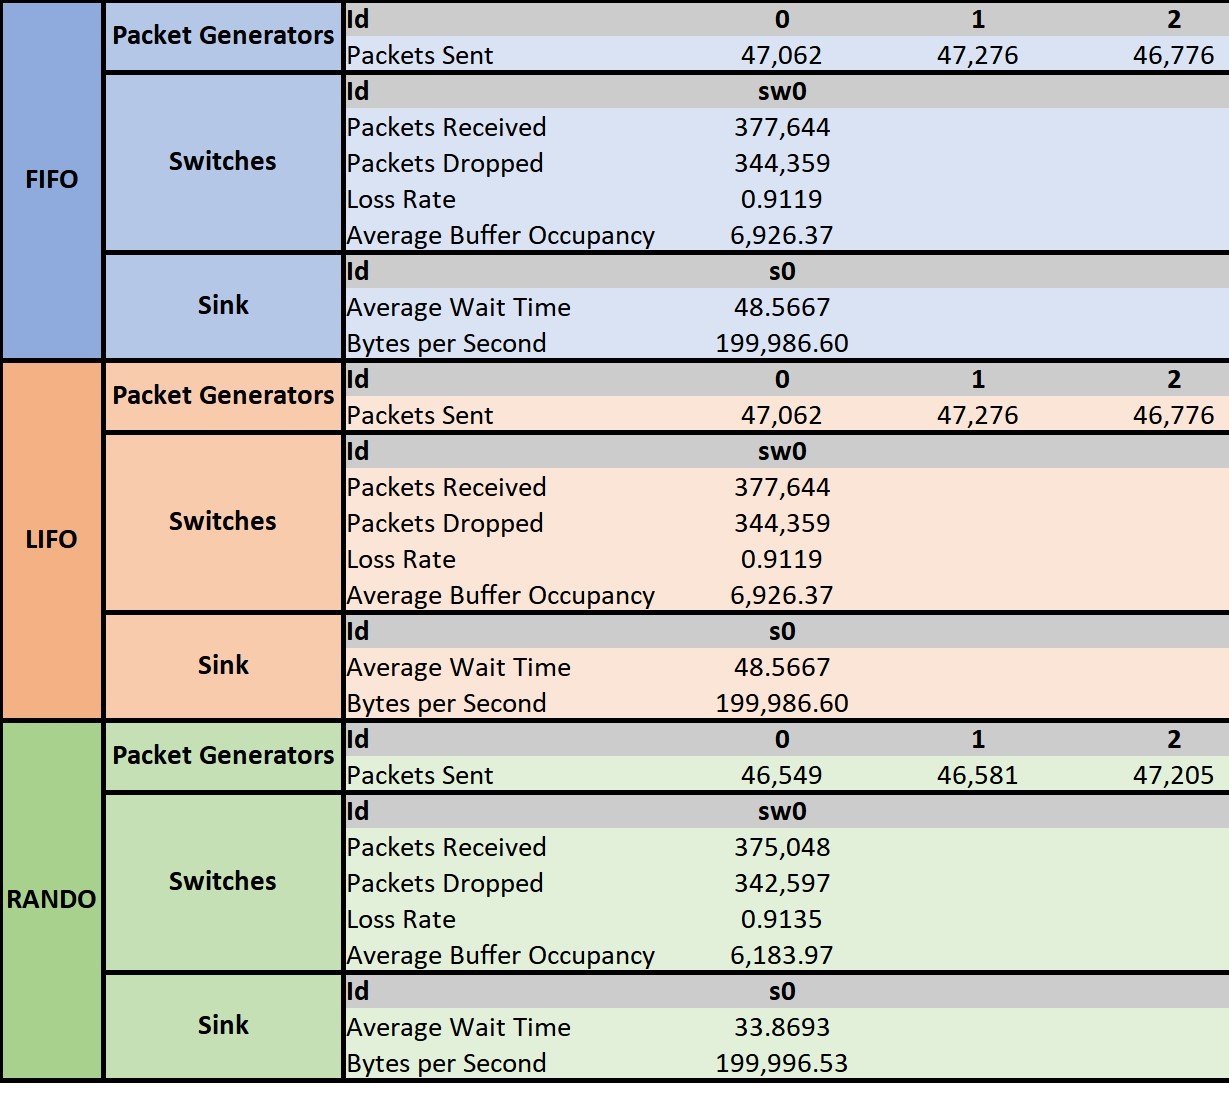 FIFO
Packet Generators
Id 0 1 2
Packets Sent 47,062 47,276 46,776
Switches
Id sw0
Packets Received 377,644
Packets Dropped 344,359
Loss Rate 0.9119
Average Buffer Occupancy 6,926.37
Sink
Id s0
Average Wait Time 48.5667
Bytes per Second 199,986.60
LIFO
Packet Generators
Id 0 1 2
Packets Sent 47,062 47,276 46,776
Switches
Id sw0
Packets Received 377,644
Packets Dropped 344,359
Loss Rate 0.9119
Average Buffer Occupancy 6,926.37
Sink
Id s0
Average Wait Time 48.5667
Bytes per Second 199,986.60
RANDO
Packet Generators
Id 0 1 2
Packets Sent 46,549 46,581 47,205
Switches
Id sw0
Packets Received 375,048
Packets Dropped 342,597
Loss Rate 0.9135
Average Buffer Occupancy 6,183.97
Sink
Id s0
Average Wait Time 33.8693
Bytes per Second 199,996.53